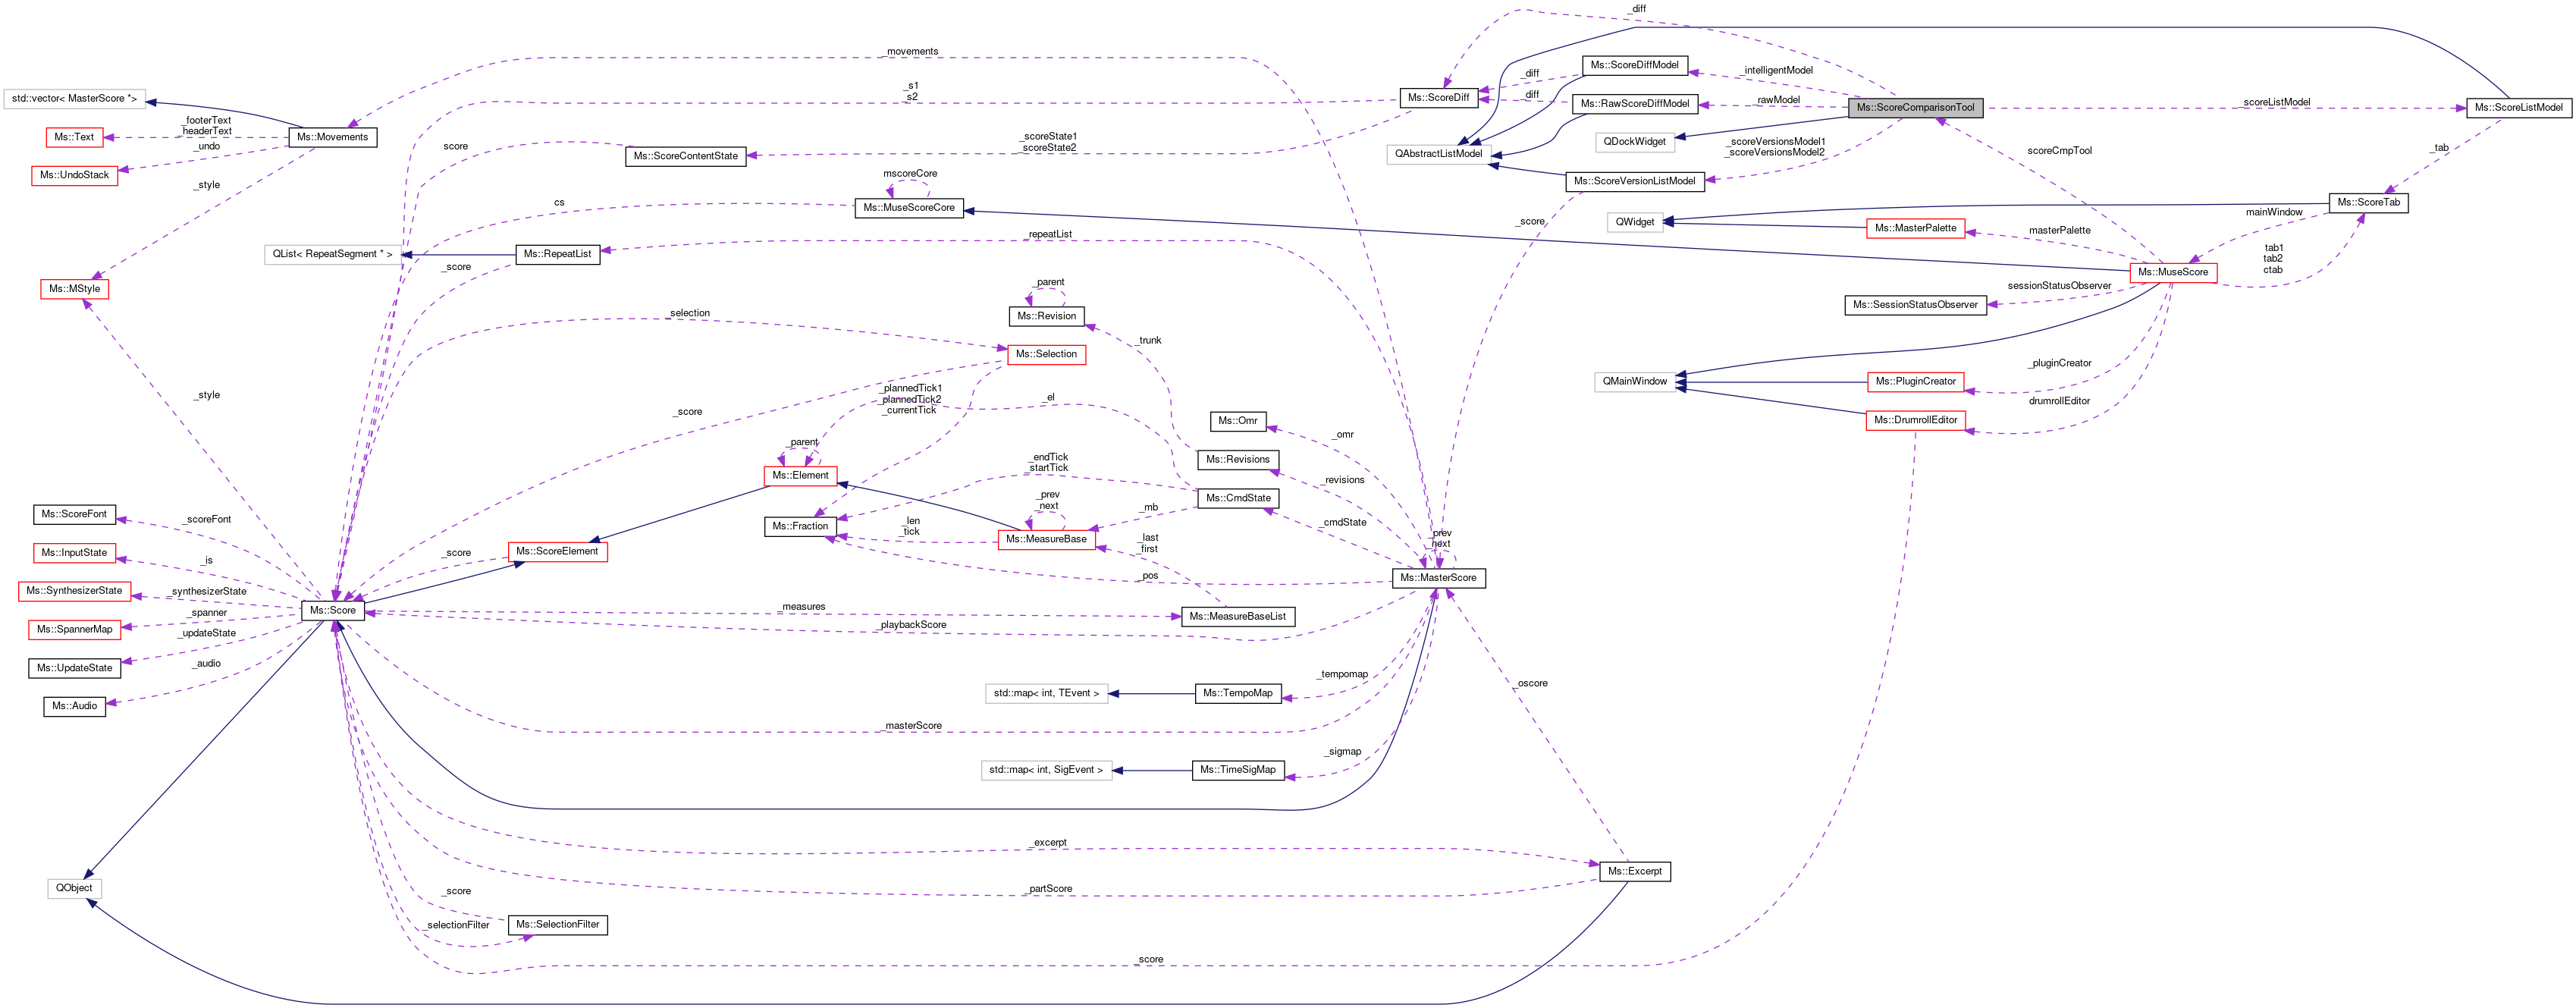 _diff
_movements
Ms::ScoreDiffModel
_intelligentModel
_diff
std::vector< MasterScore *>
_s1
_s2
Ms::ScoreDiff
_diff
Ms::RawScoreDiffModel
_rawModel
Ms::ScoreComparisonTool
_scoreListModel
Ms::ScoreListModel
_footerText
_headerText
Ms::Text
Ms::Movements
_undo
score
_scoreState1
_scoreState2
Ms::ScoreContentState
QAbstractListModel
QDockWidget
_scoreVersionsModel1
_scoreVersionsModel2
scoreCmpTool
_tab
Ms::UndoStack
_style
mscoreCore
Ms::ScoreVersionListModel
cs
Ms::MuseScoreCore
_score
QWidget
Ms::ScoreTab
mainWindow
Ms::MasterPalette
masterPalette
_repeatList
QList< RepeatSegment * >
Ms::RepeatList
_score
tab1
tab2
ctab
Ms::MuseScore
Ms::MStyle
_parent
sessionStatusObserver
Ms::SessionStatusObserver
_selection
Ms::Revision
_trunk
Ms::Selection
_pluginCreator
QMainWindow
Ms::PluginCreator
_style
_plannedTick1
_plannedTick2
_currentTick
_el
_score
drumrollEditor
Ms::Omr
Ms::DrumrollEditor
_omr
_parent
_endTick
_startTick
Ms::Revisions
Ms::Element
_revisions
_prev
_next
Ms::CmdState
_mb
Ms::ScoreFont
_scoreFont
Ms::Fraction
_len
_tick
_cmdState
_prev
_next
Ms::MeasureBase
_last
_first
Ms::InputState
_is
_score
Ms::ScoreElement
_pos
Ms::MasterScore
Ms::SynthesizerState
_synthesizerState
Ms::Score
_measures
Ms::MeasureBaseList
_spanner
Ms::SpannerMap
_playbackScore
_updateState
Ms::UpdateState
_audio
_tempomap
_oscore
std::map< int, TEvent >
Ms::TempoMap
Ms::Audio
_masterScore
_sigmap
std::map< int, SigEvent >
Ms::TimeSigMap
_excerpt
Ms::Excerpt
QObject
_score
_partScore
_selectionFilter
Ms::SelectionFilter
_score